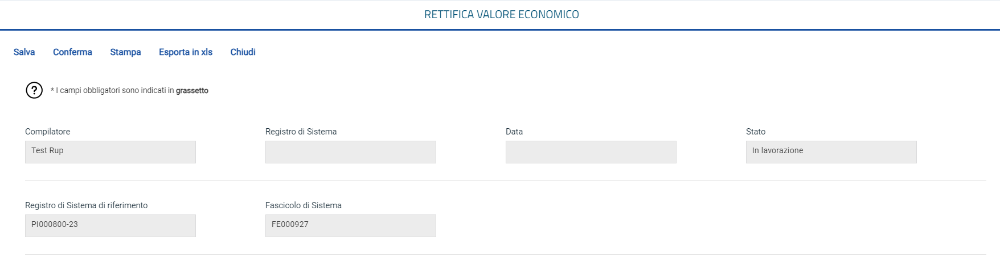 RETTIFICA VALORE ECONOMICO
Salva Conferma Stampa Esporta in xls Chiudi
? * I campi obbligatori sono indicati in grassetto
Compilatore Registro di Sistema Data Stato
Test Rup In lavorazione
Registro di Sistema di riferimento Fascicolo di Sistema
PI000800-23 FE000927